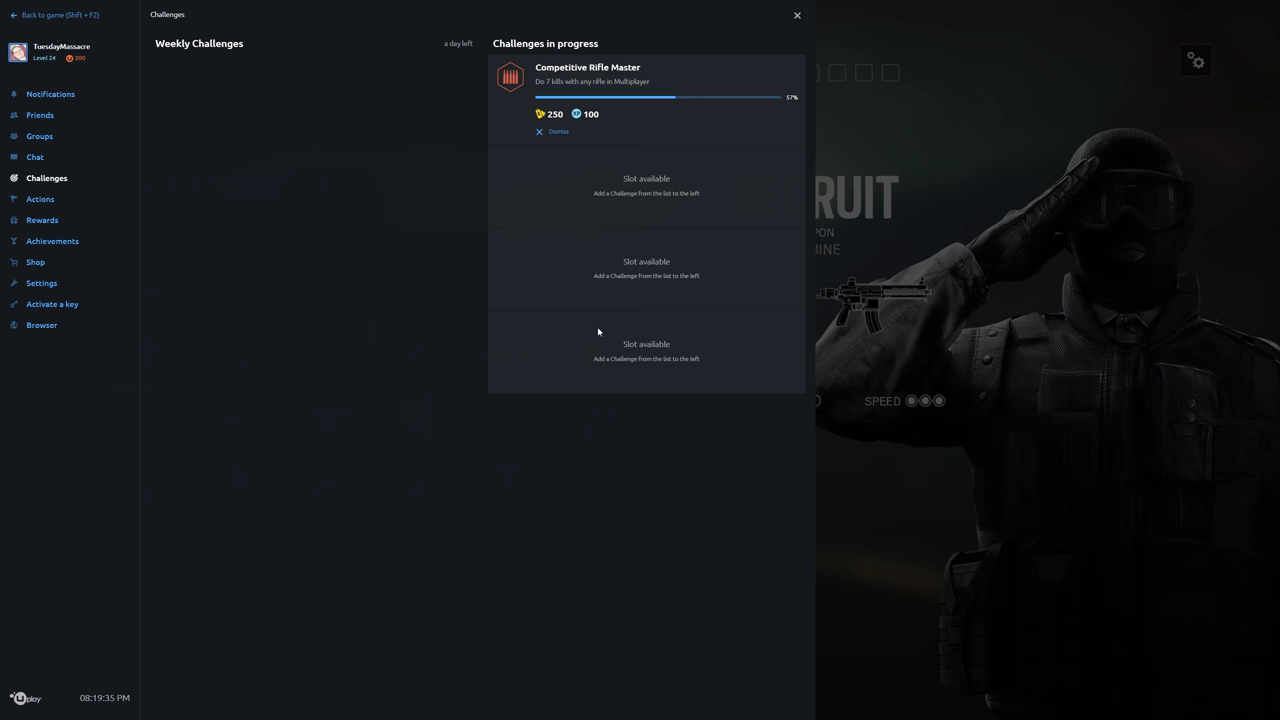 Back to game (Shift + F2)
TuesdayMassacre
Level 24 200
Notifications
Friends
Groups
Chat
Challenges
Actions
Rewards
Achievements
Shop
Settings
Activate a key
Browser
uplay 08:19:35 PM
Challenges
Weekly Challenges a day left
Challenges in progress
Competitive Rifle Master
Do 7 kills with any rifle in Multiplayer
57%
250 XP 100
Dismiss
Slot available
Add a Challenge from the list to the left
Slot available
Add a Challenge from the list to the left
Slot available
Add a Challenge from the list to the left
RUIT
PON
BINE
SPEED